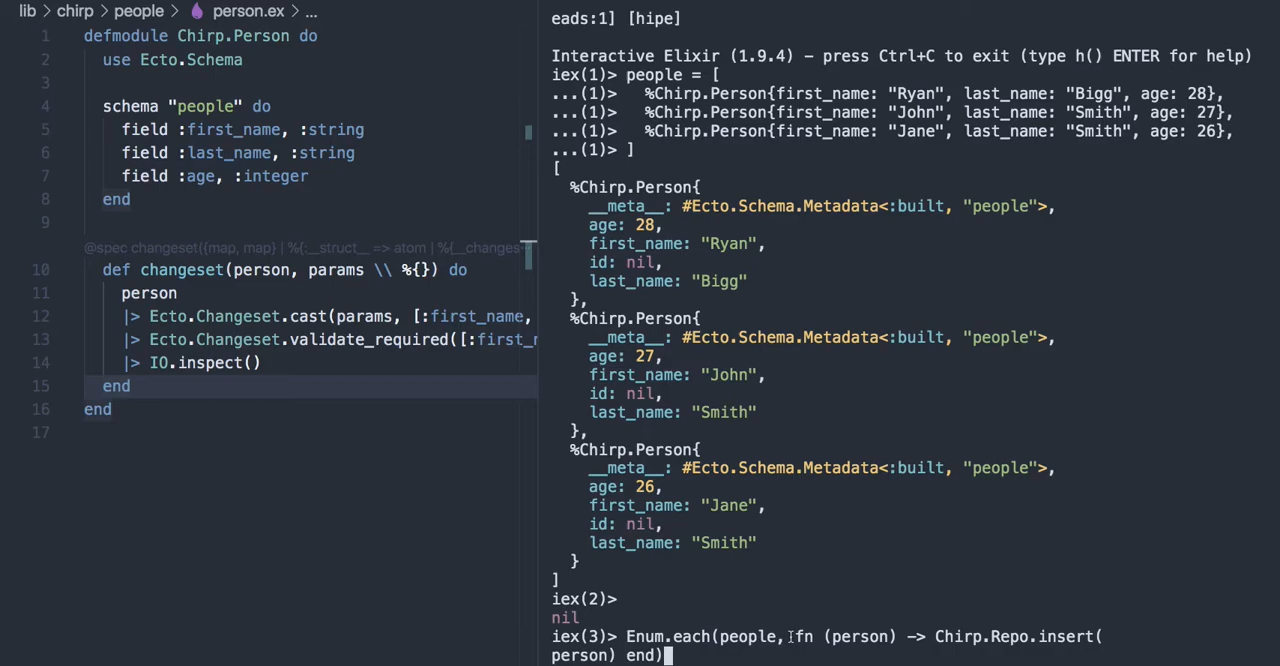 lib > chirp > people > person.ex > ...
1 defmodule Chirp.Person do
2 use Ecto.Schema
3
4 schema "people" do
5 field :first_name, :string
6 field :last_name, :string
7 field :age, :integer
8 end
9
@spec changeset({map, map} | %{:__struct__ => atom | %{__changes
10 def changeset(person, params \\ %{}) do
11 person
12 |> Ecto.Changeset.cast(params, [:first_name,
13 |> Ecto.Changeset.validate_required([:first_n
14 |> IO.inspect()
15 end
16 end
17
eads:1] [hipe]
Interactive Elixir (1.9.4) - press Ctrl+C to exit (type h() ENTER for help)
iex(1)> people = [
...(1)> %Chirp.Person{first_name: "Ryan", last_name: "Bigg", age: 28},
...(1)> %Chirp.Person{first_name: "John", last_name: "Smith", age: 27},
...(1)> %Chirp.Person{first_name: "Jane", last_name: "Smith", age: 26},
...(1)> ]
[
%Chirp.Person{
__meta__: #Ecto.Schema.Metadata<:built, "people">,
age: 28,
first_name: "Ryan",
id: nil,
last_name: "Bigg"
},
%Chirp.Person{
__meta__: #Ecto.Schema.Metadata<:built, "people">,
age: 27,
first_name: "John",
id: nil,
last_name: "Smith"
},
%Chirp.Person{
__meta__: #Ecto.Schema.Metadata<:built, "people">,
age: 26,
first_name: "Jane",
id: nil,
last_name: "Smith"
}
]
iex(2)>
nil
iex(3)> Enum.each(people, fn (person) -> Chirp.Repo.insert(
person) end)